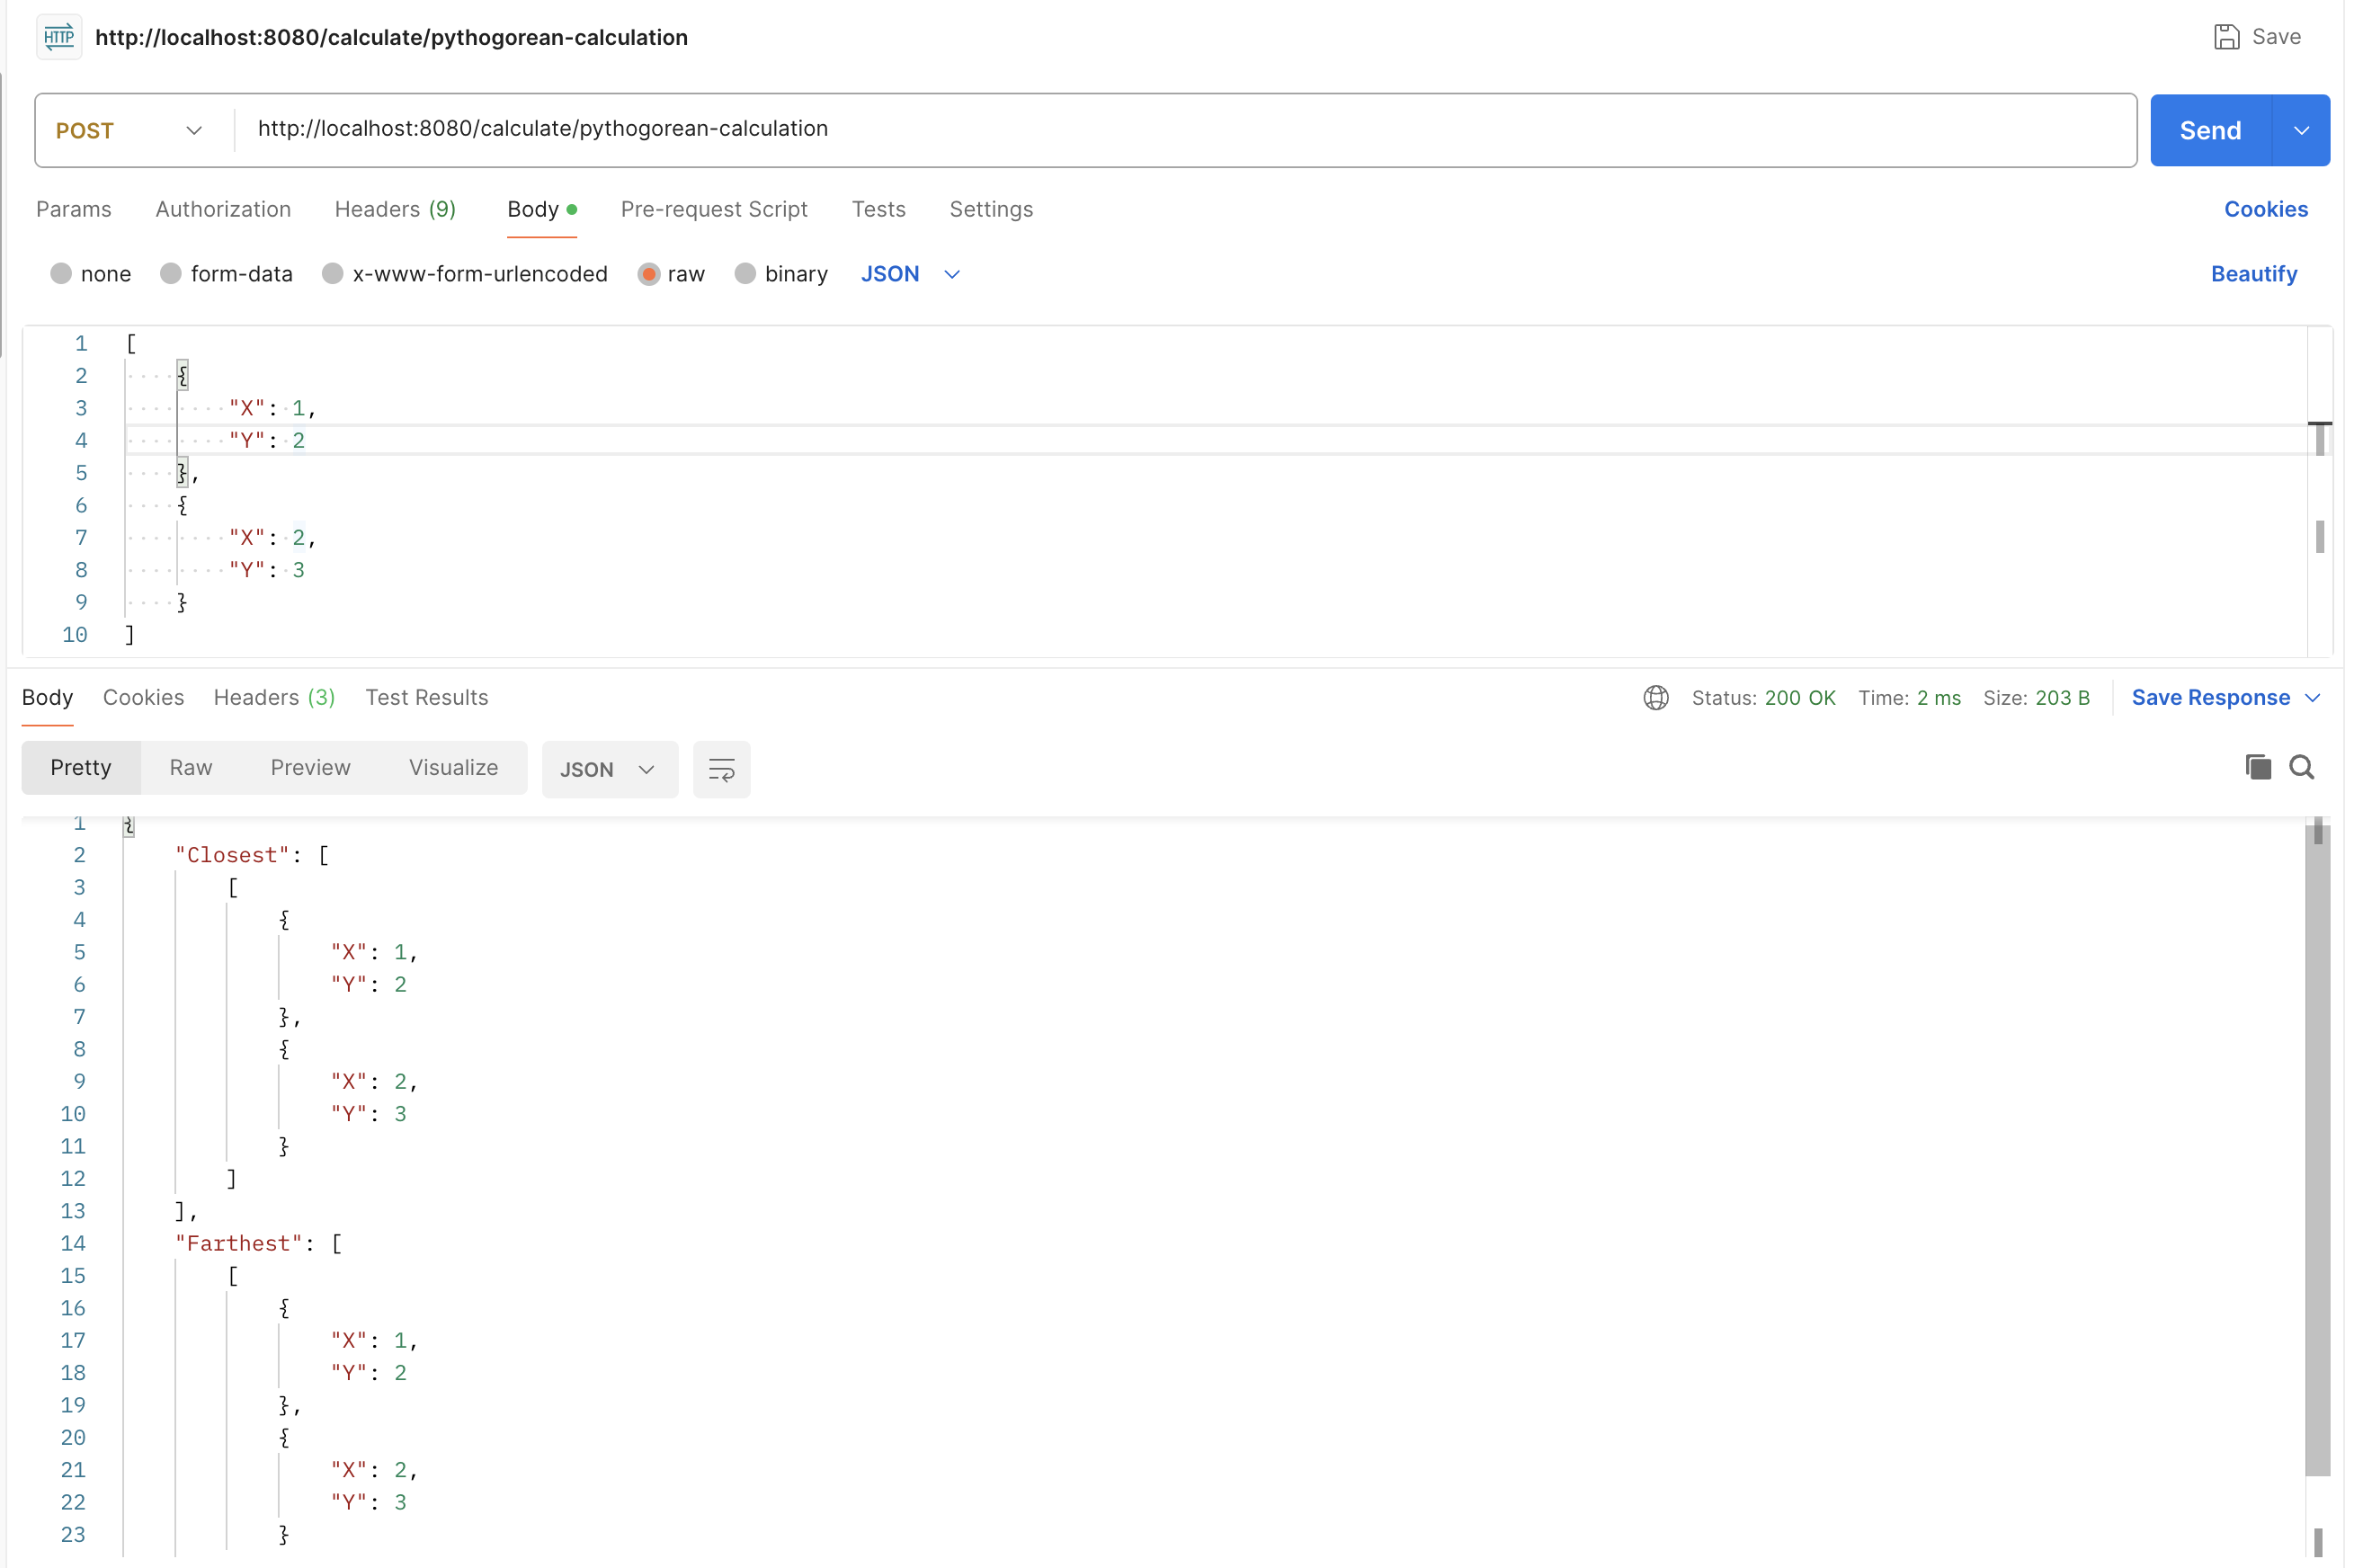 HTTP http://localhost:8080/calculate/pythogorean-calculation Save
POST http://localhost:8080/calculate/pythogorean-calculation Send
Params Authorization Headers (9) Body Pre-request Script Tests Settings Cookies
none form-data x-www-form-urlencoded raw binary JSON Beautify
1 [
2 {
3 "X": 1,
4 "Y": 2
5 },
6 {
7 "X": 2,
8 "Y": 3
9 }
10 ]
Body Cookies Headers (3) Test Results Status: 200 OK Time: 2 ms Size: 203 B Save Response
Pretty Raw Preview Visualize JSON
1 {
2 "Closest": [
3 [
4 {
5 "X": 1,
6 "Y": 2
7 },
8 {
9 "X": 2,
10 "Y": 3
11 }
12 ]
13 ],
14 "Farthest": [
15 [
16 {
17 "X": 1,
18 "Y": 2
19 },
20 {
21 "X": 2,
22 "Y": 3
23 }